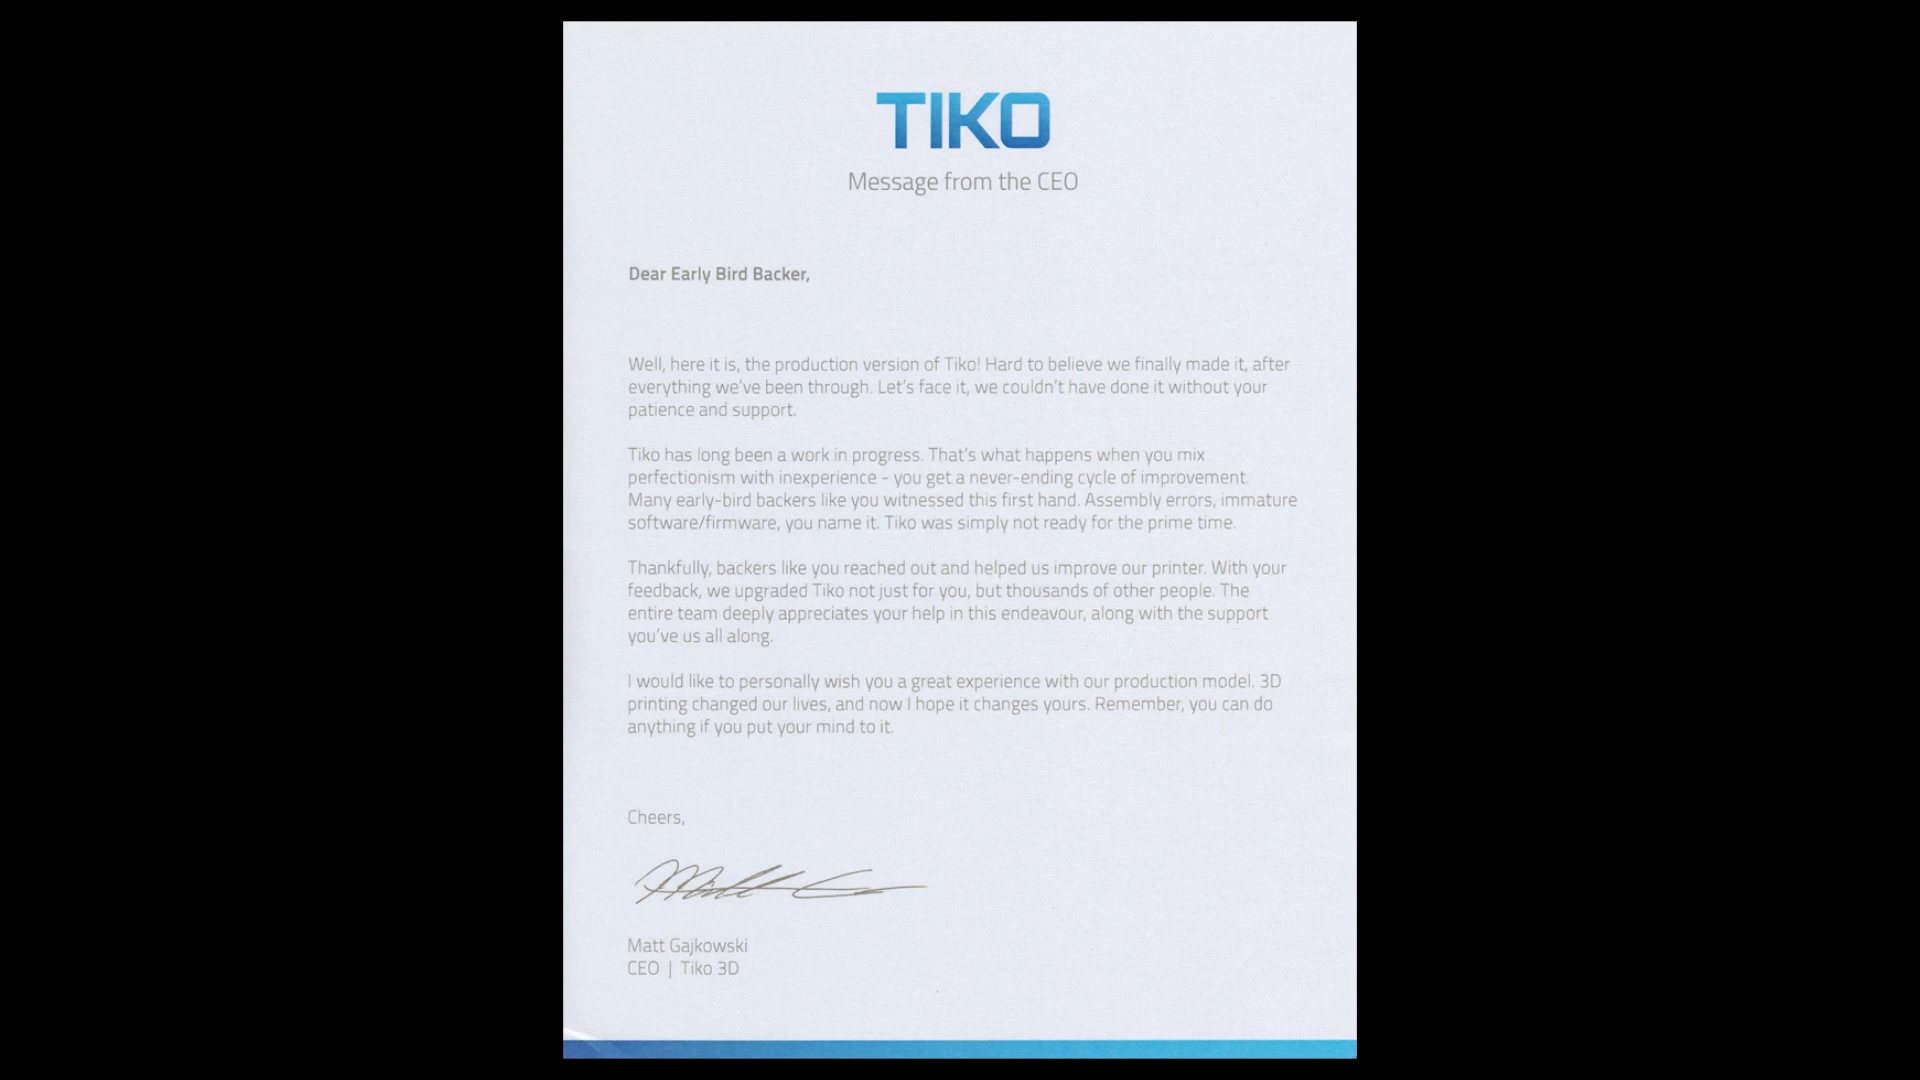 TIKO
Message from the CEO
Dear Early Bird Backer,
Well, here it is, the production version of Tiko! Hard to believe we finally made it, after
everything we've been through. Let's face it, we couldn't have done it without your
patience and support.
Tiko has long been a work in progress. That's what happens when you mix
perfectionism with inexperience - you get a never-ending cycle of improvement.
Many early-bird backers like you witnessed this first hand. Assembly errors, immature
software/firmware, you name it. Tiko was simply not ready for the prime time.
Thankfully, backers like you reached out and helped us improve our printer. With your
feedback, we upgraded Tiko not just for you, but thousands of other people. The
entire team deeply appreciates your help in this endeavour, along with the support
you've us all along.
I would like to personally wish you a great experience with our production model. 3D
printing changed our lives, and now I hope it changes yours. Remember, you can do
anything if you put your mind to it.
Cheers,
Matt Gajkowski
CEO | Tiko 3D